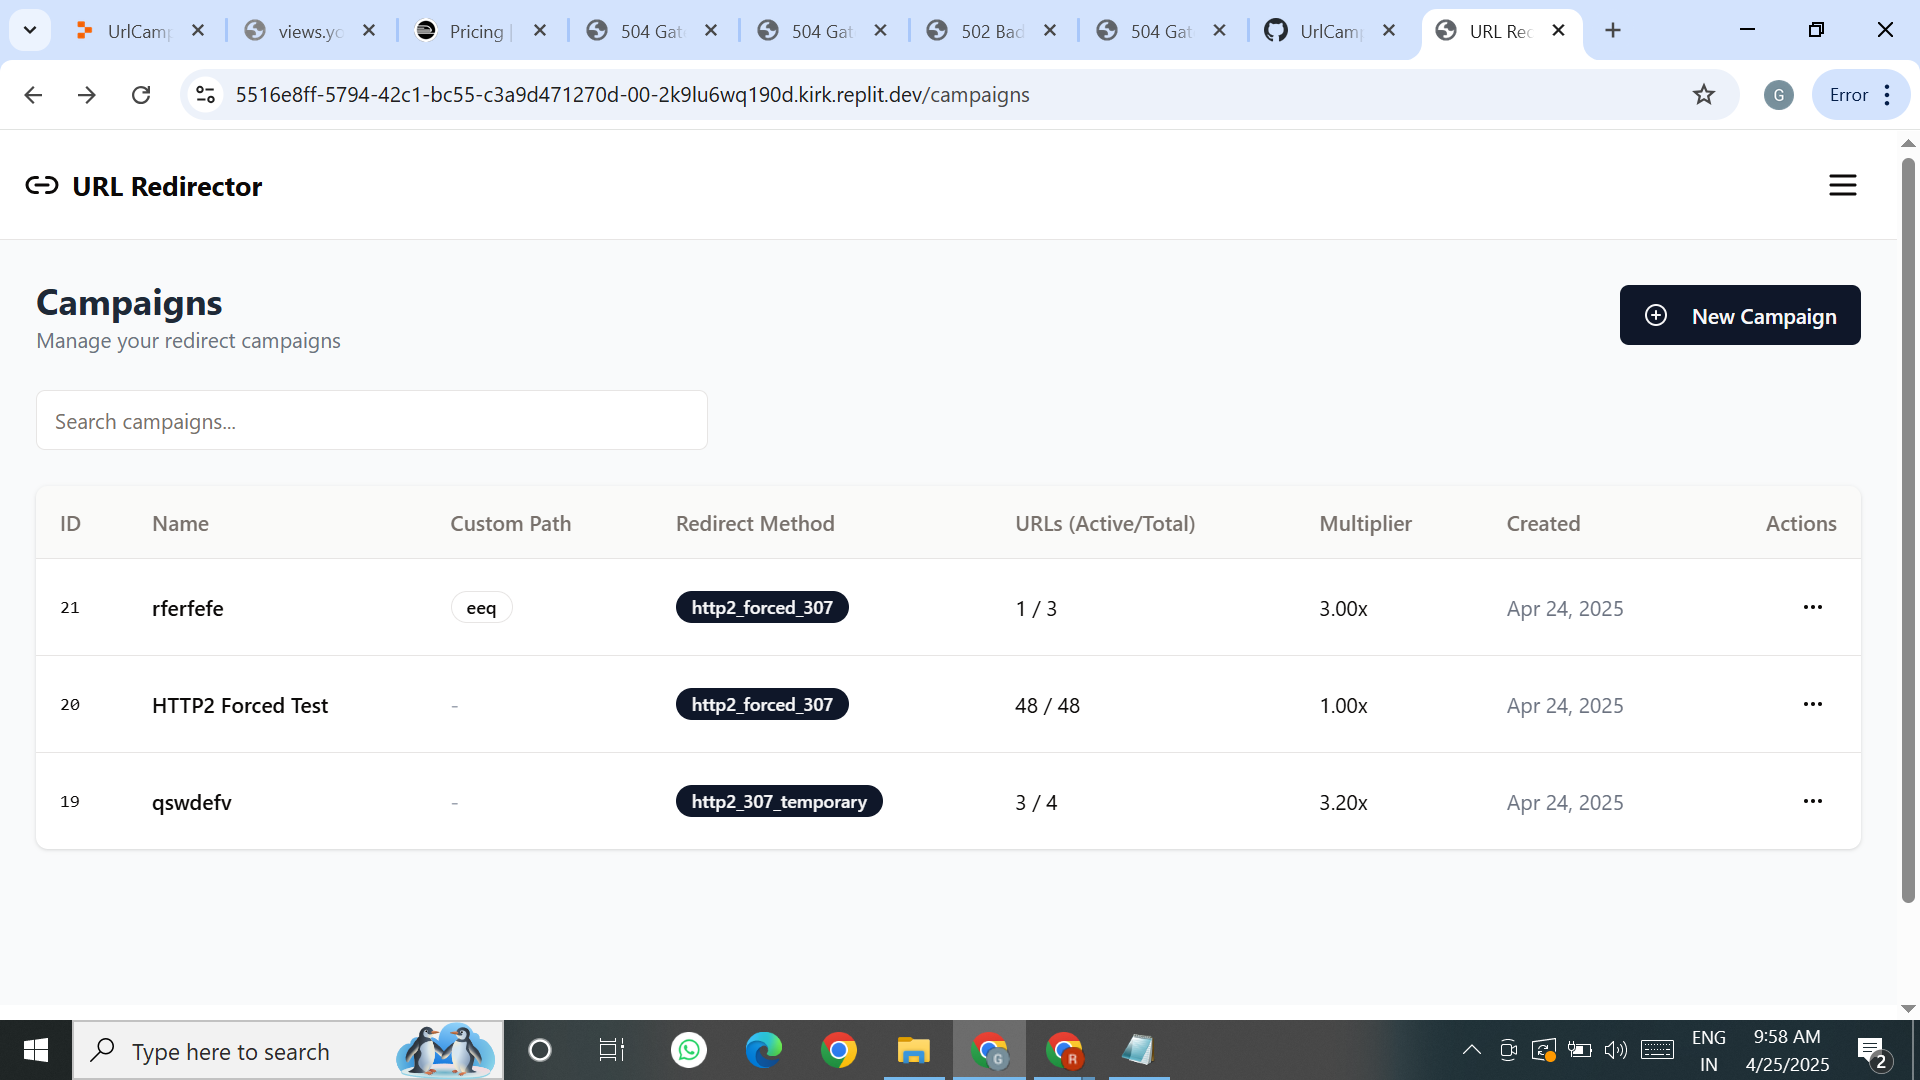 UrlCamp
views.yo
Pricing |
504 Gat
504 Gat
502 Bad
504 Gat
UrlCamp
URL Rec
5516e8ff-5794-42c1-bc55-c3a9d471270d-00-2k9lu6wq190d.kirk.replit.dev/campaigns
G
Error
URL Redirector
Campaigns
Manage your redirect campaigns
New Campaign
Search campaigns...
ID Name Custom Path Redirect Method URLs (Active/Total) Multiplier Created Actions
21 rferfefe eeq http2_forced_307 1 / 3 3.00x Apr 24, 2025 ...
20 HTTP2 Forced Test - http2_forced_307 48 / 48 1.00x Apr 24, 2025 ...
19 qswdefv - http2_307_temporary 3 / 4 3.20x Apr 24, 2025 ...
Type here to search
G
R
ENG
IN
9:58 AM
4/25/2025
2